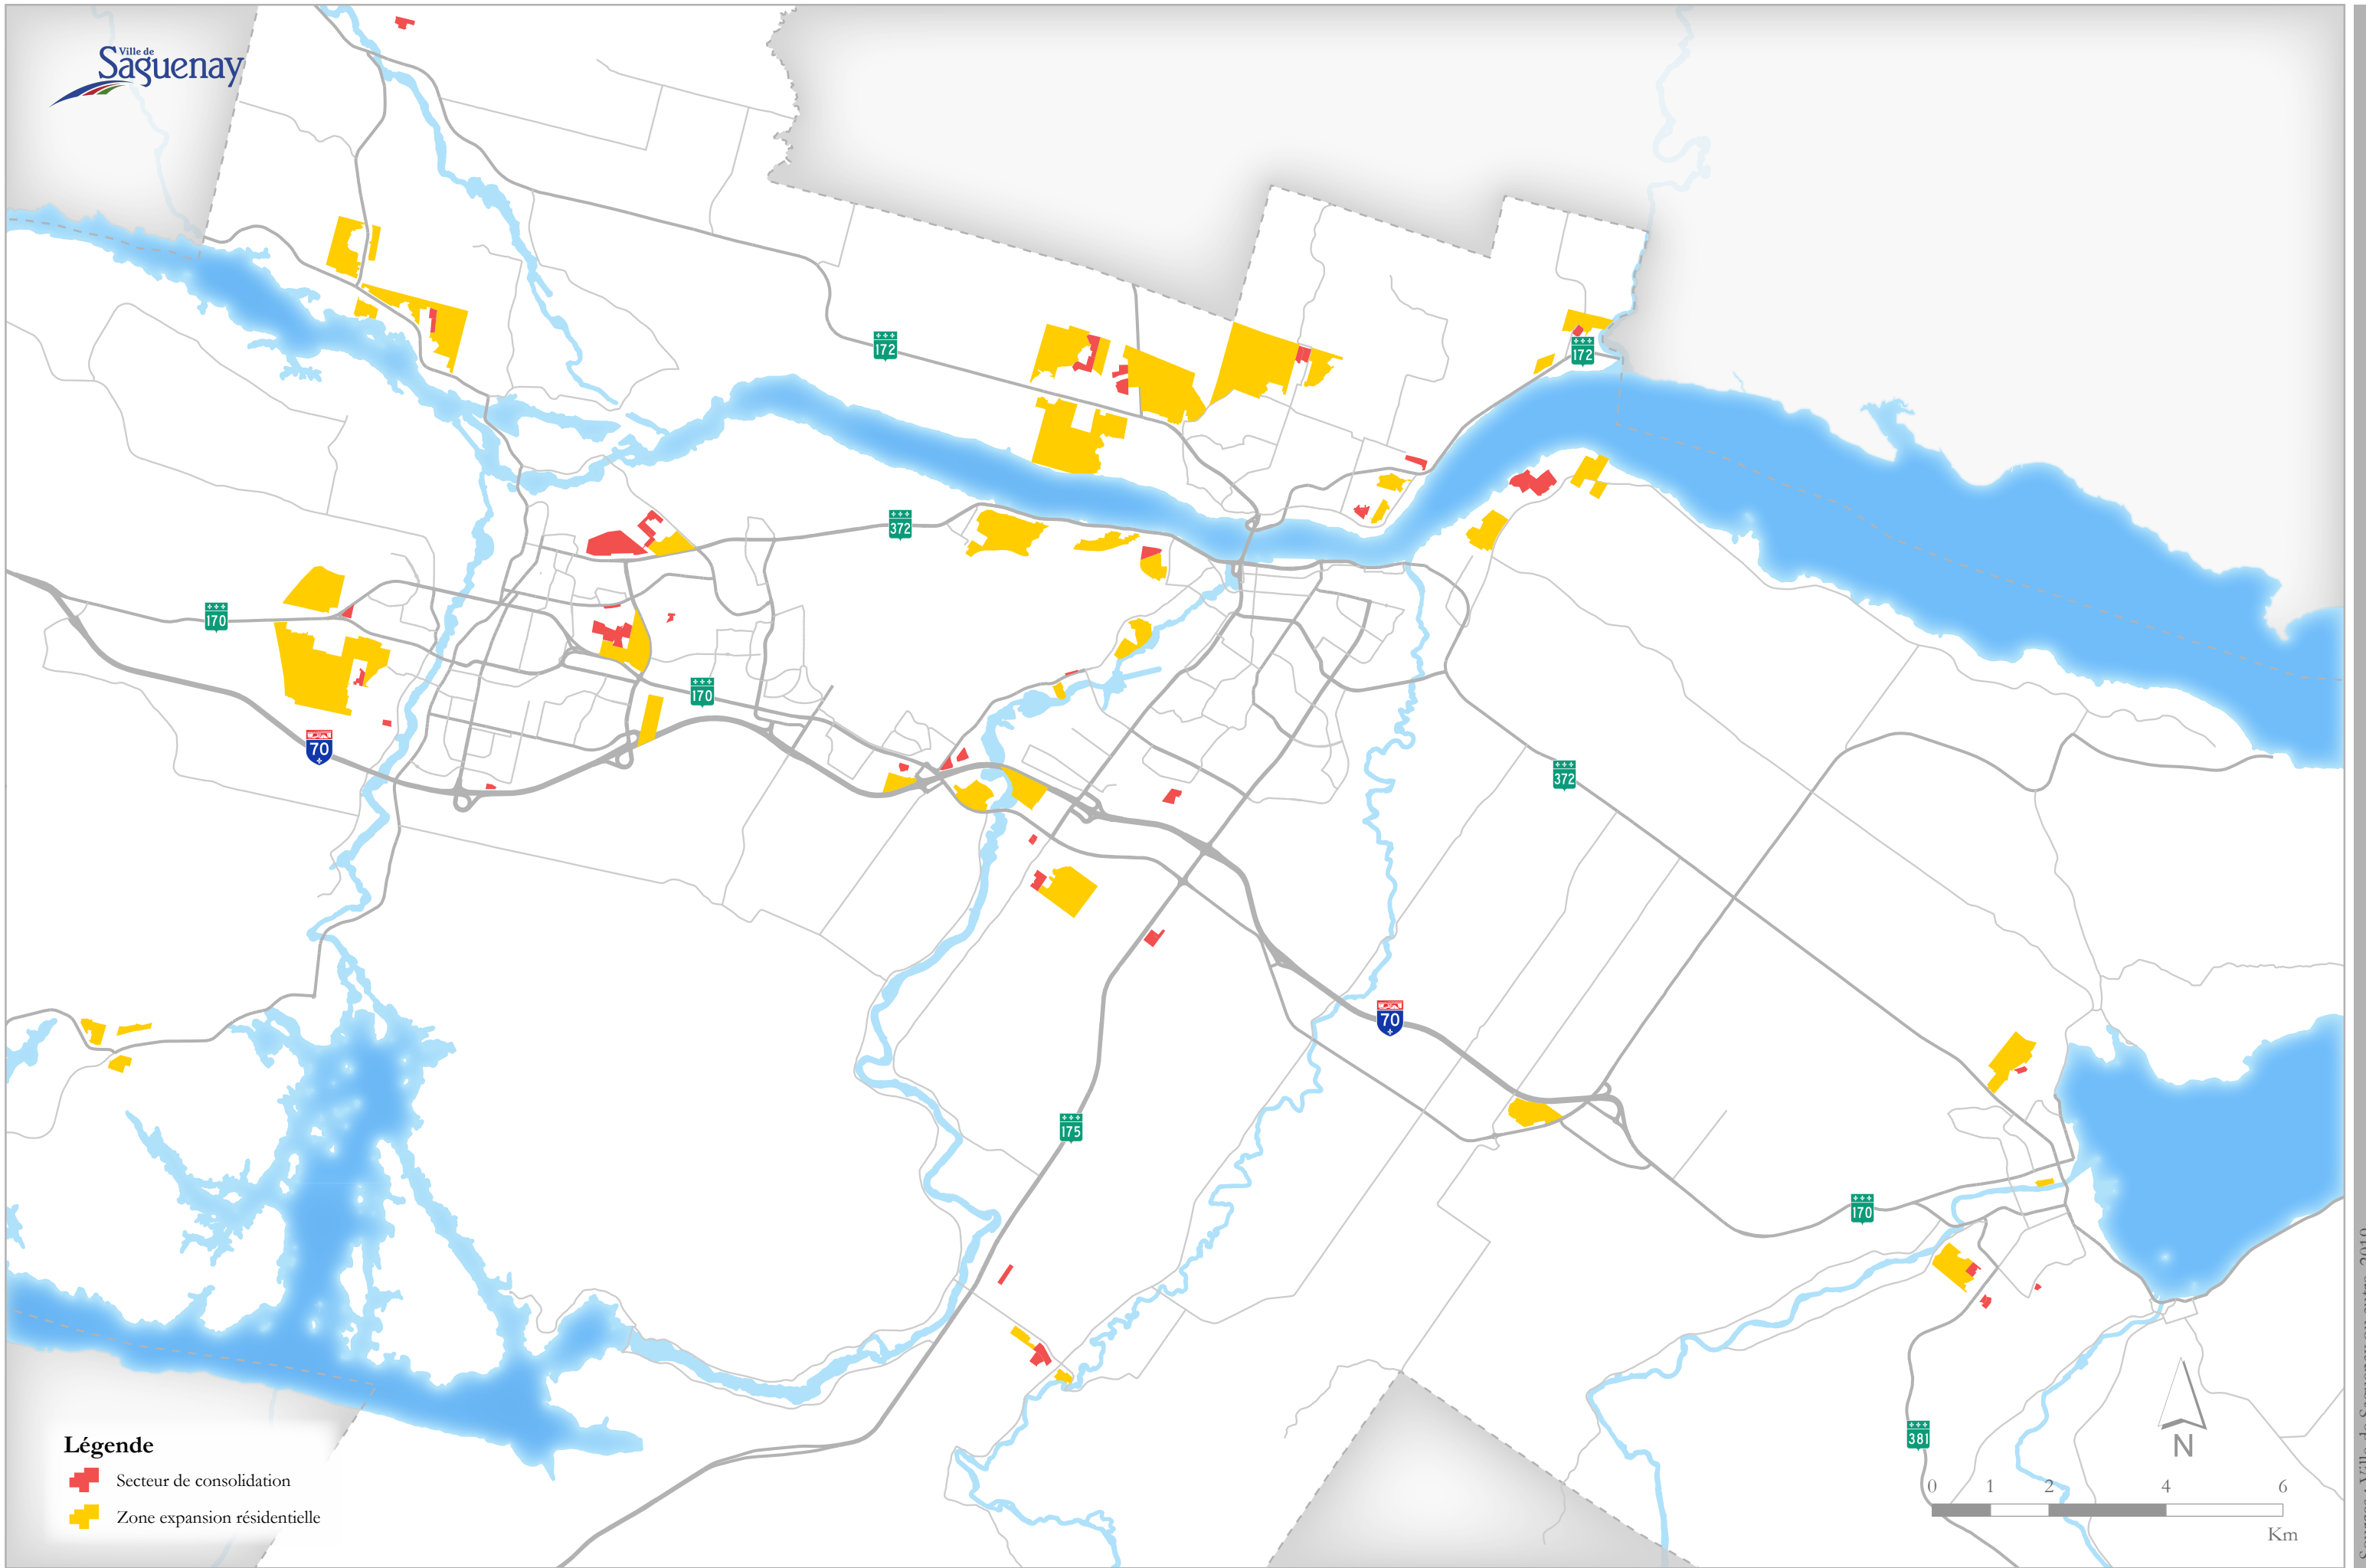 Ville de
Saguenay
172
172
372
170
170
70
372
70
175
170
381
N
0 1 2 4 6
Km
Légende
Secteur de consolidation
Zone expansion résidentielle